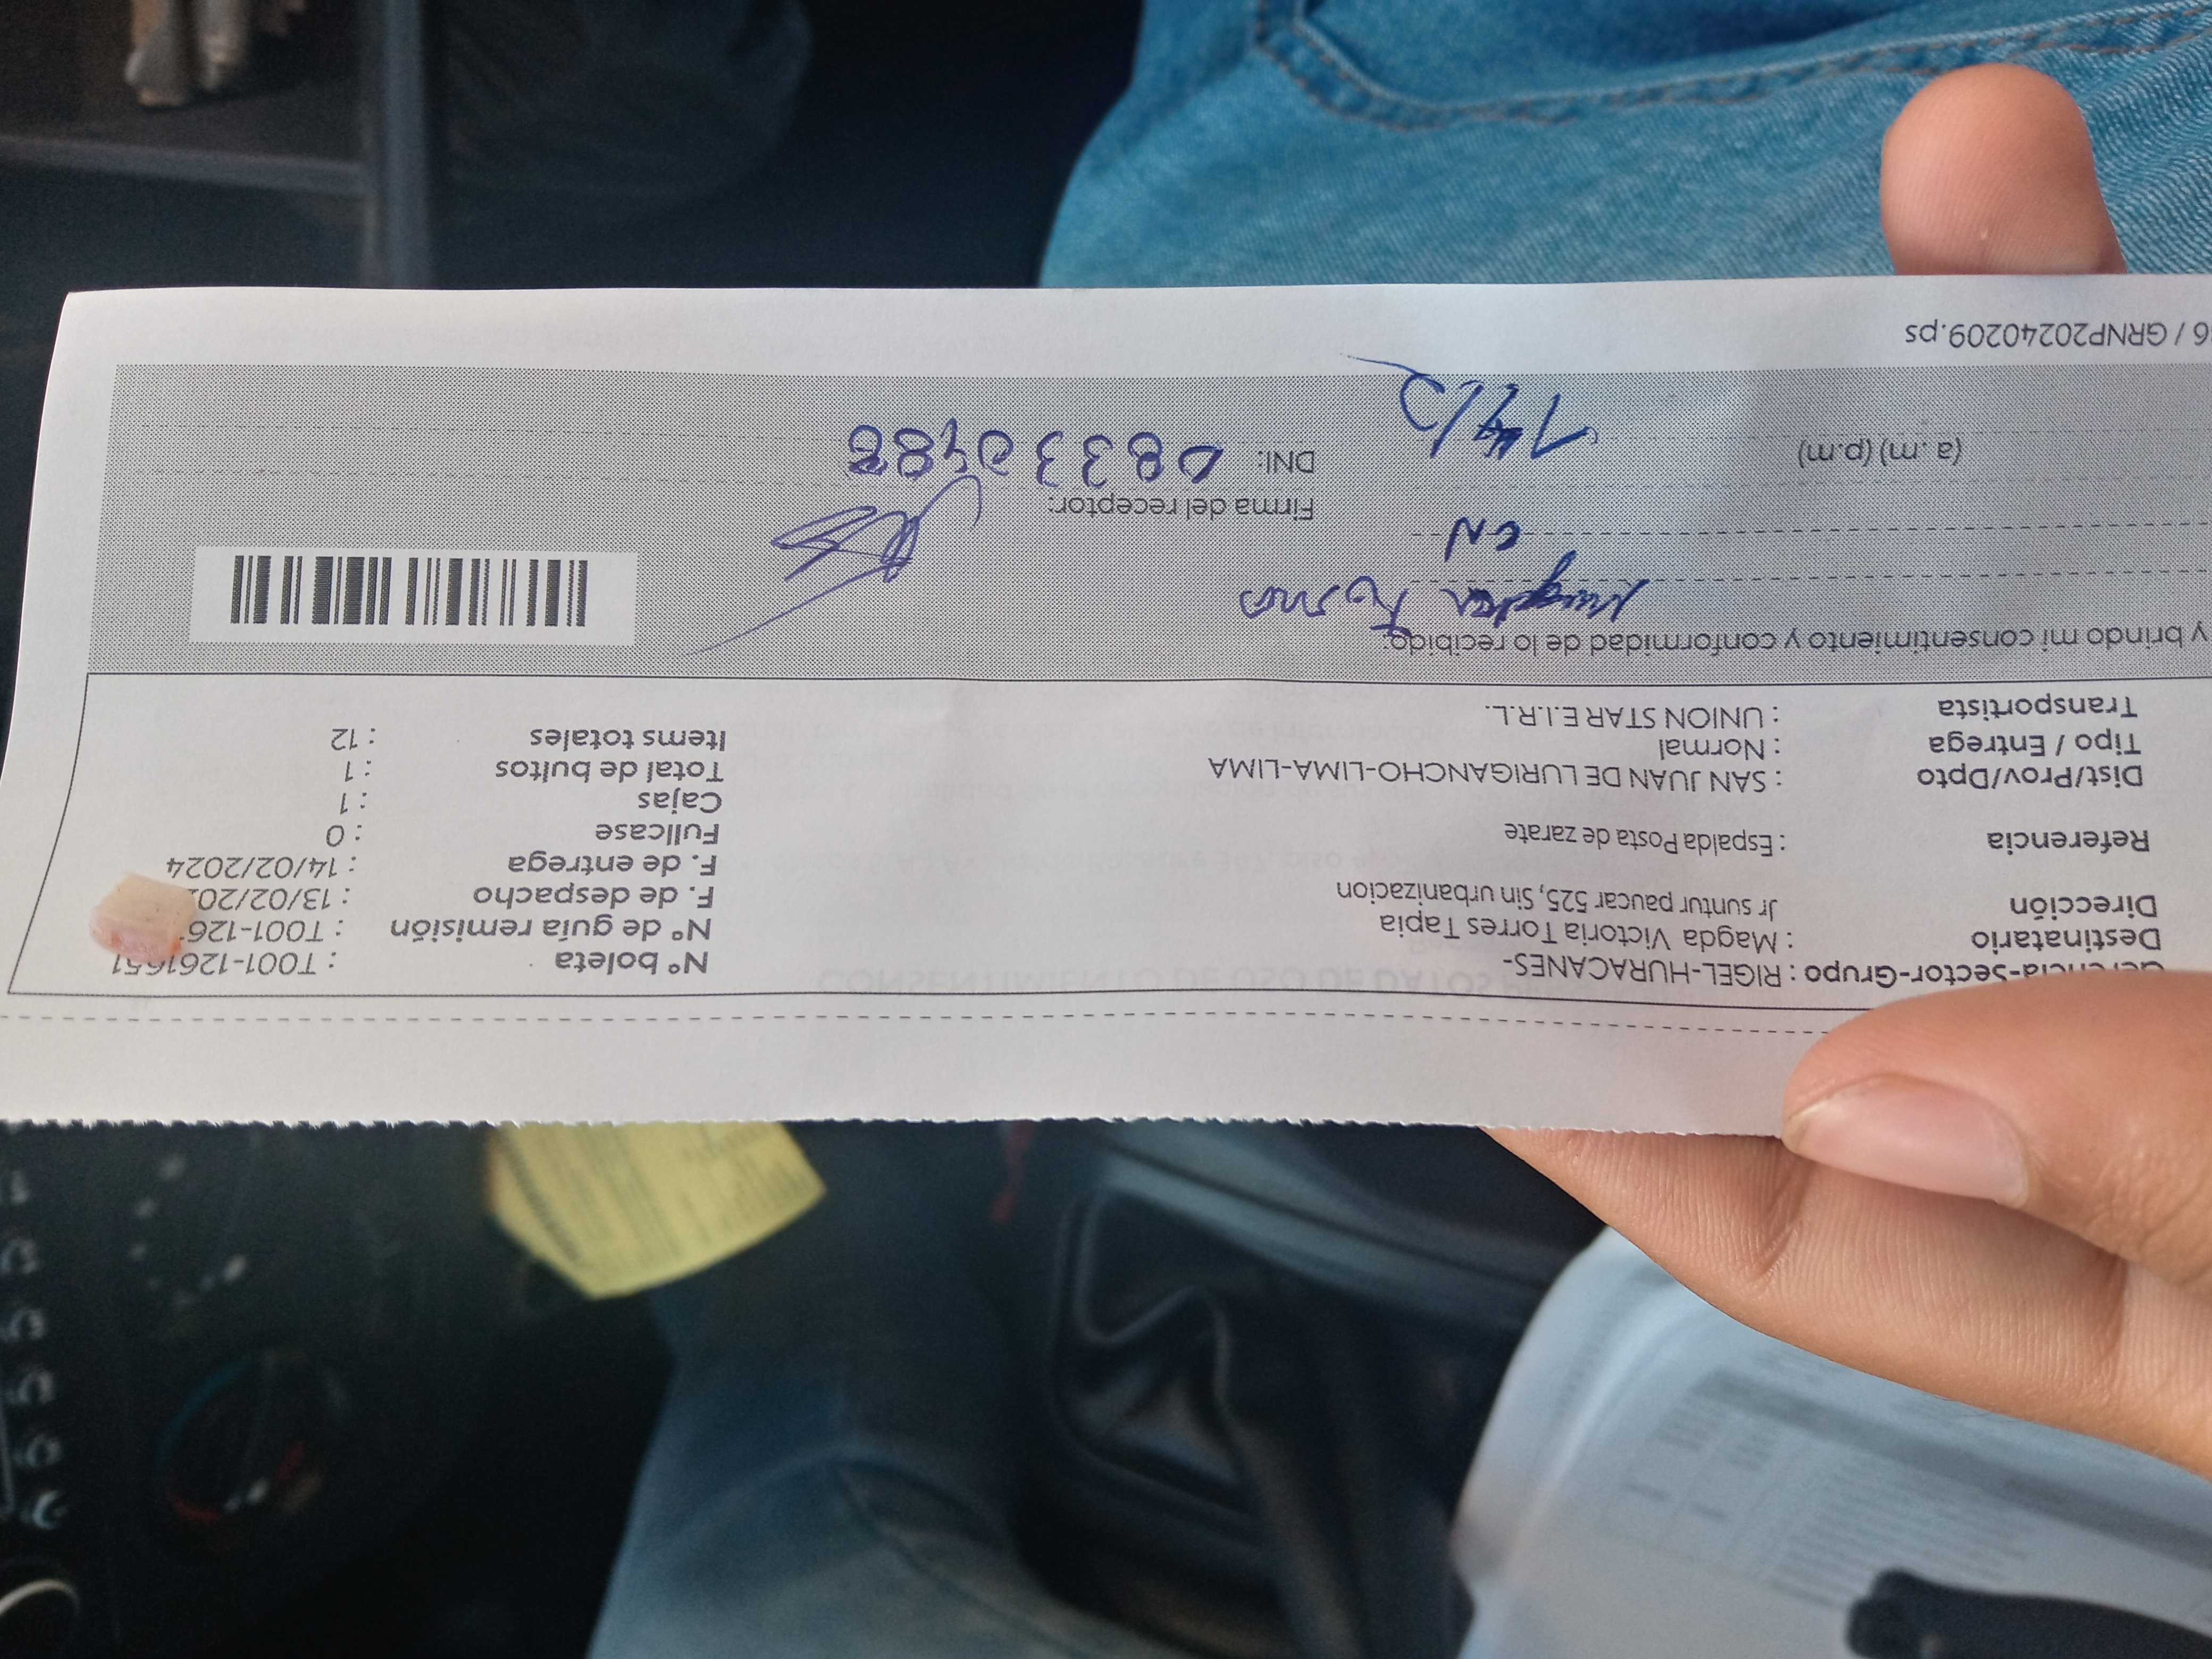 -Sector-Grupo : RIGEL-HURACANES-
Destinatario : Magda Victoria Torres Tapia
Dirección : Jr suntur paucar 525, Sin urbanizacion
Referencia : Espalda Posta de zarate
Dist/Prov/Dpto : SAN JUAN DE LURIGANCHO-LIMA-LIMA
Tipo / Entrega : Normal
Transportista : UNION STAR E.I.R.L.
N° boleta : T001-1261651
N° de guía remisión : T001-126
F. de despacho : 13/02/20
F. de entrega : 14/02/2024
Fullcase : 0
Cajas : 1
Total de bultos : 1
Items totales : 12
y brindo mi consentimiento y conformidad de lo recibido.
Firma del receptor:
(a. m) (p.m)
DNI:
6 / GRNP20240209.ps